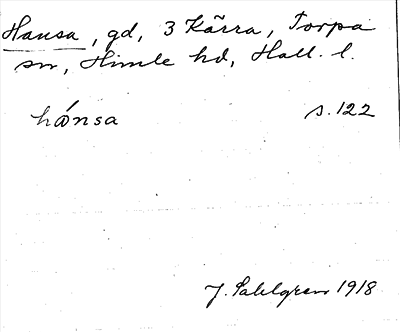 Hansa, gd, 3 Kärra, Torpa
sn, Himle hd, Hall. l.
hánsa s. 122
J. Sahlgren 1918